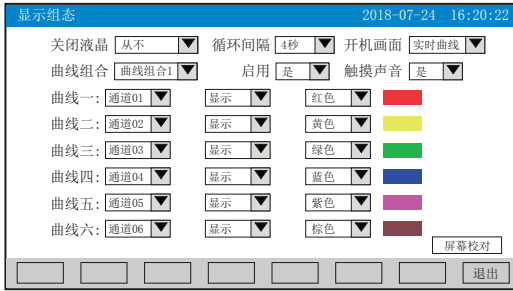 显示组态 2018-07-24 16:20:22
关闭液晶 从不 循环间隔 4秒 开机画面 实时曲线
曲线组合 曲线组合1 启用 是 触摸声音 是
曲线一: 通道01 显示 红色
曲线二: 通道02 显示 黄色
曲线三: 通道03 显示 绿色
曲线四: 通道04 显示 蓝色
曲线五: 通道05 显示 紫色
曲线六: 通道06 显示 棕色
屏幕校对
退出